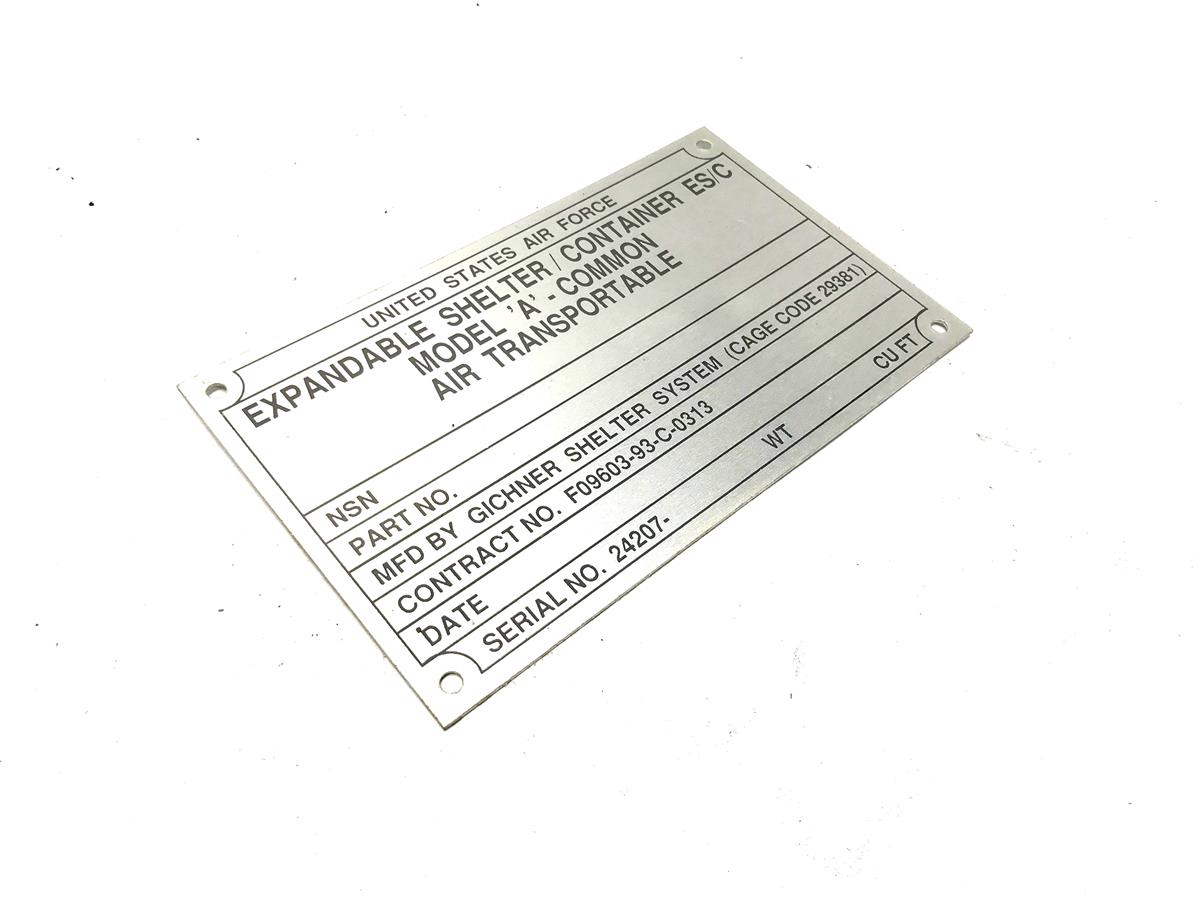 UNITED STATES AIR FORCE
EXPANDABLE SHELTER/CONTAINER ES/C
MODEL 'A' - COMMON
AIR TRANSPORTABLE
NSN
PART NO.
MFD BY GICHNER SHELTER SYSTEM (CAGE CODE 29381)
CONTRACT NO. F09603-93-C-0313
DATE WT CU FT
SERIAL NO. 24207-